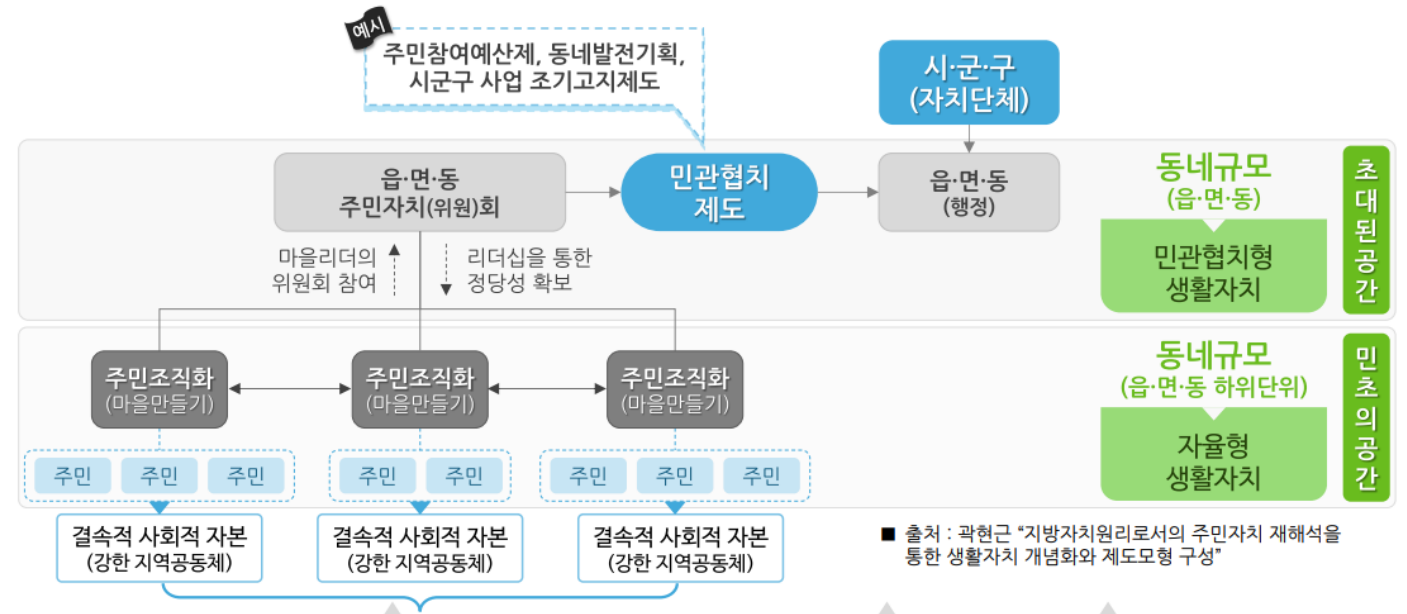 예시
주민참여예산제, 동네발전기획,
시군구 사업 조기고지제도
시·군·구
(자치단체)
읍·면·동
주민자치(위원)회
민관협치
제도
읍·면·동
(행정)
동네규모
(읍·면·동)
민관협치형
생활자치
초대된공간
마을리더의
위원회 참여
리더십을 통한
정당성 확보
주민조직화
(마을만들기)
주민조직화
(마을만들기)
주민조직화
(마을만들기)
동네규모
(읍·면·동 하위단위)
자율형
생활자치
민초의공간
주민 주민 주민
주민 주민
주민 주민 주민
결속적 사회적 자본
(강한 지역공동체)
결속적 사회적 자본
(강한 지역공동체)
결속적 사회적 자본
(강한 지역공동체)
■ 출처 : 곽현근 “지방자치원리로서의 주민자치 재해석을
통한 생활자치 개념화와 제도모형 구성”